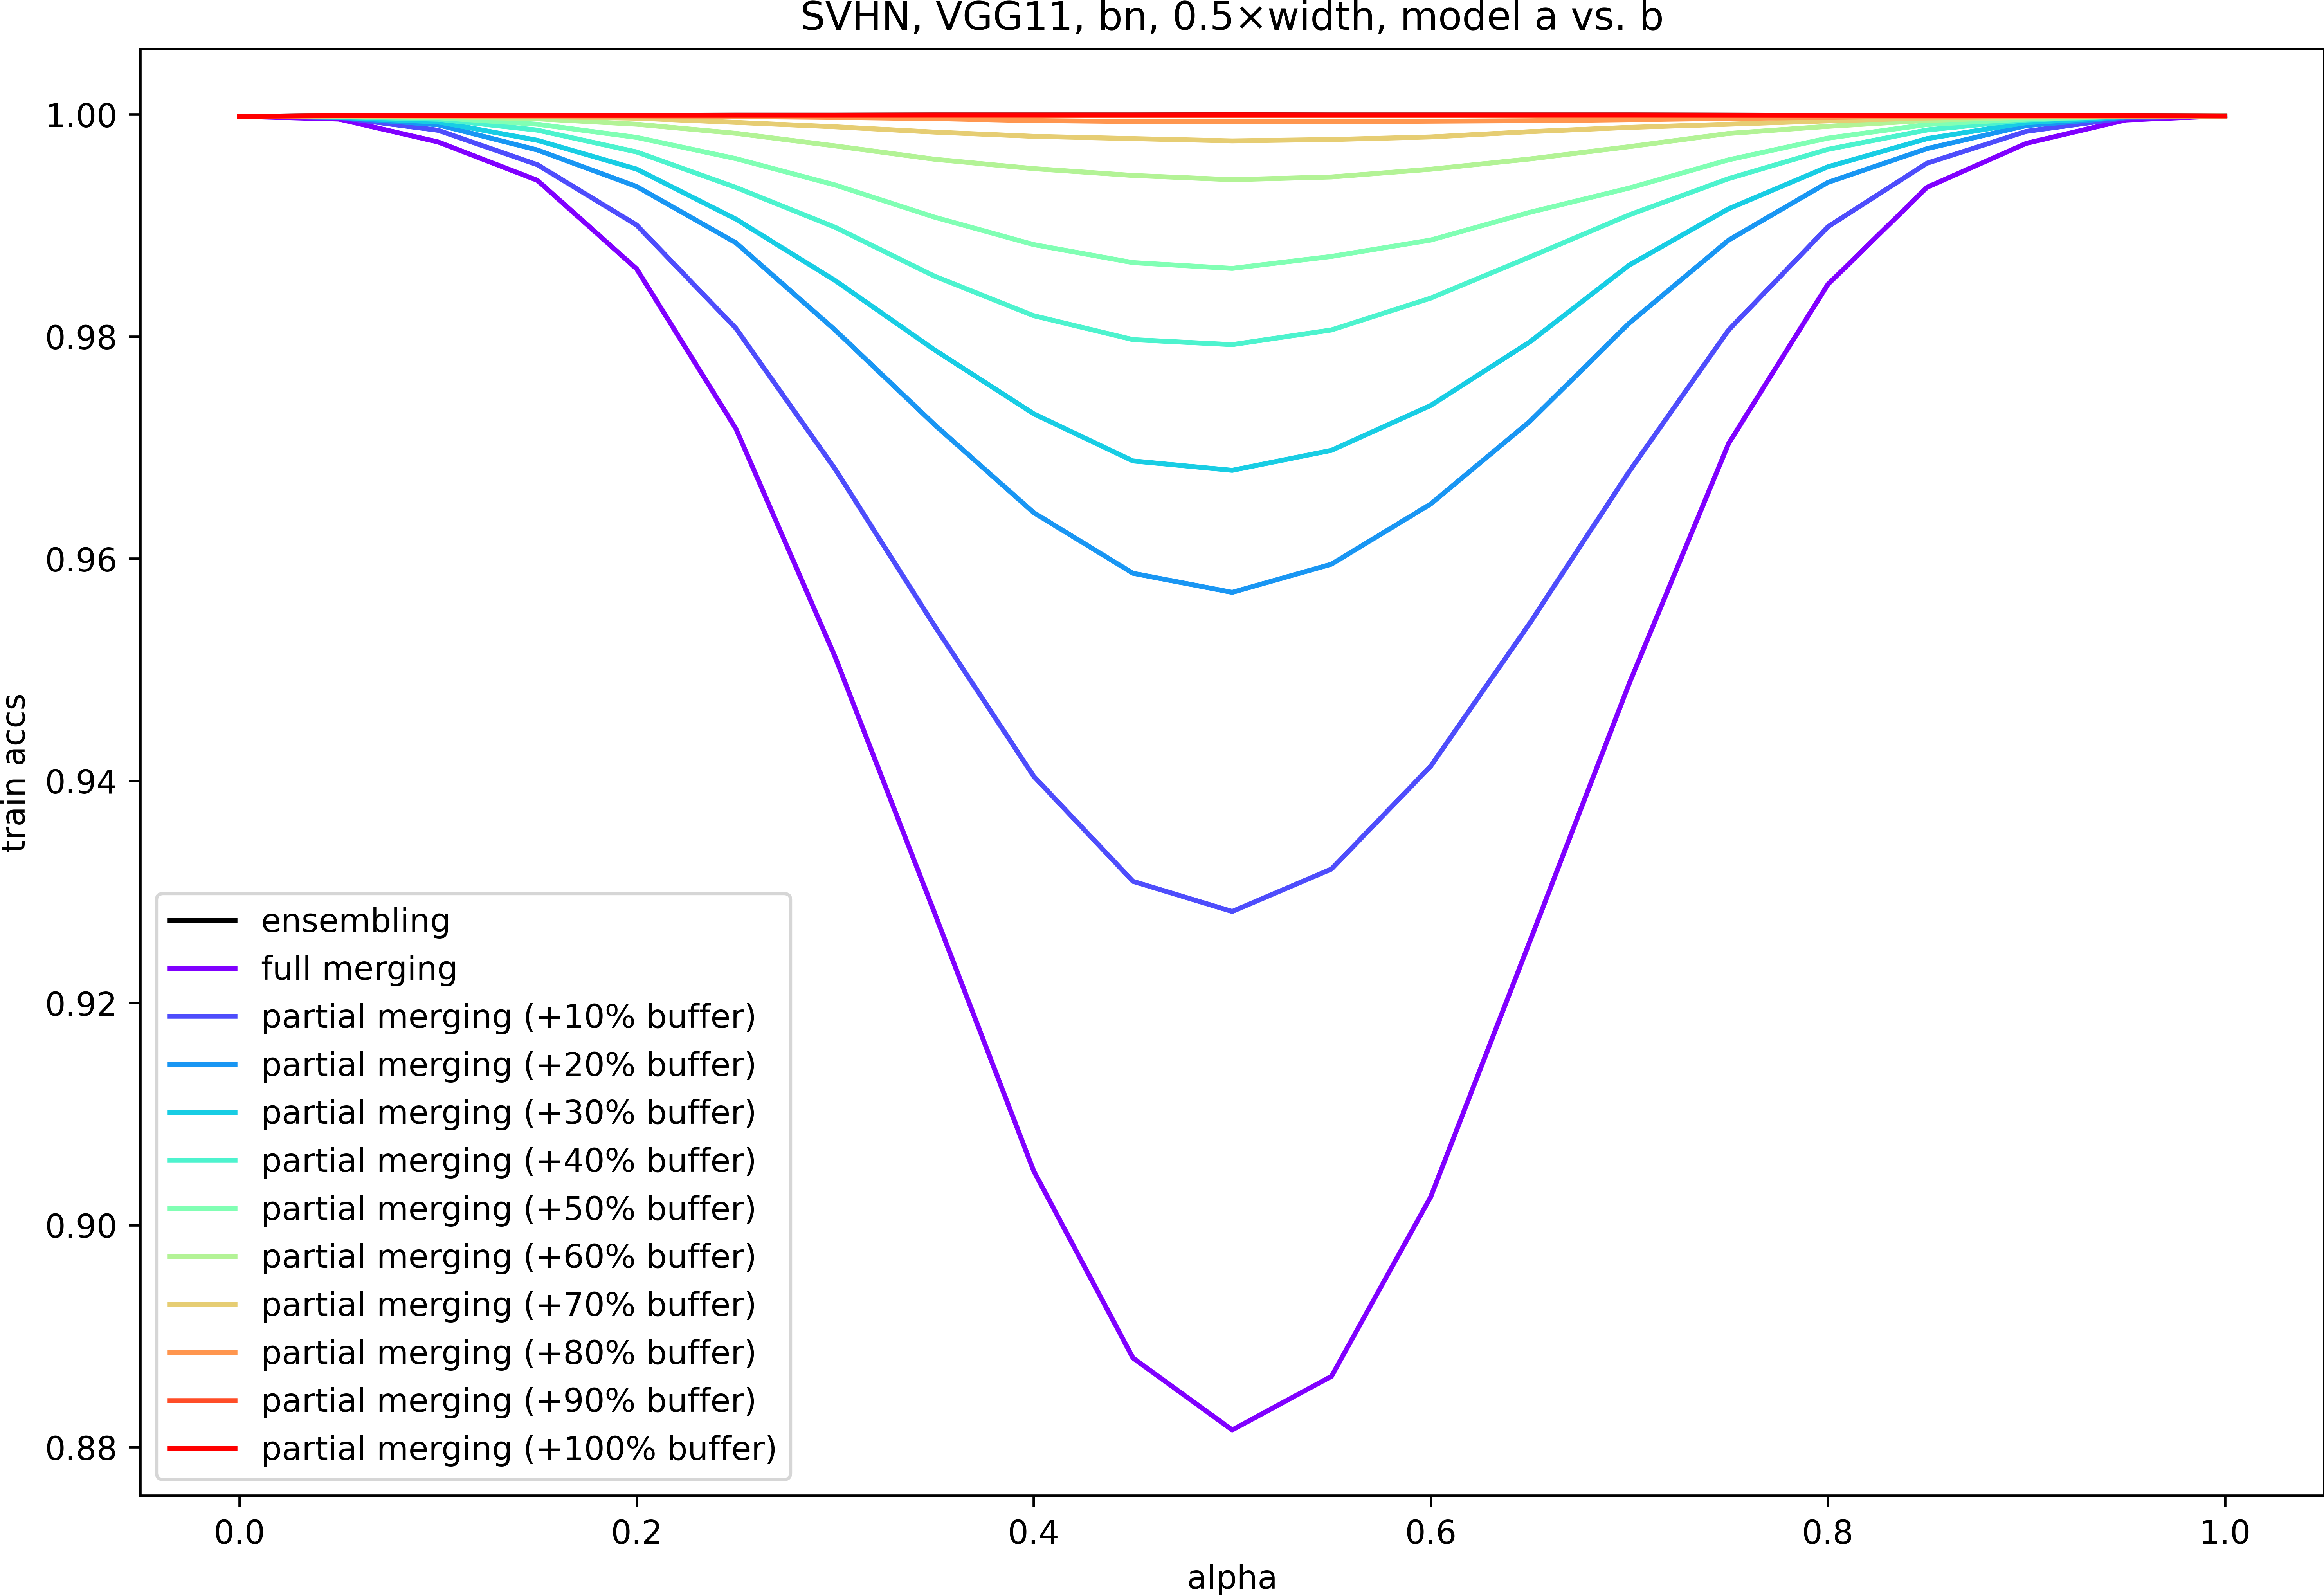 SVHN, VGG11, bn, 0.5×width, model a vs. b
1.00
0.98
0.96
0.94
0.92
0.90
0.88
train accs
ensembling
full merging
partial merging (+10% buffer)
partial merging (+20% buffer)
partial merging (+30% buffer)
partial merging (+40% buffer)
partial merging (+50% buffer)
partial merging (+60% buffer)
partial merging (+70% buffer)
partial merging (+80% buffer)
partial merging (+90% buffer)
partial merging (+100% buffer)
0.0 0.2 0.4 0.6 0.8 1.0
alpha